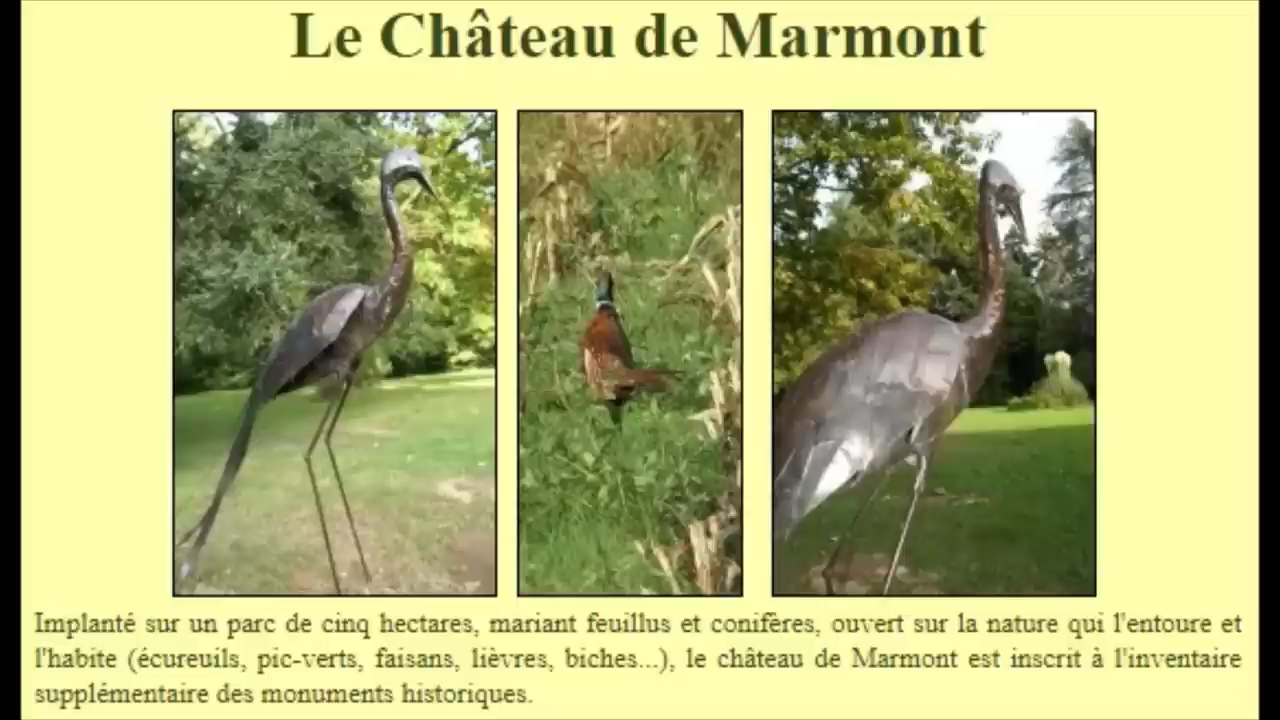 Le Château de Marmont
Implanté sur un parc de cinq hectares, mariant feuillus et conifères, ouvert sur la nature qui l'entoure et
l'habite (écureuils, pic-verts, faisans, lièvres, biches...), le château de Marmont est inscrit à l'inventaire
supplémentaire des monuments historiques.